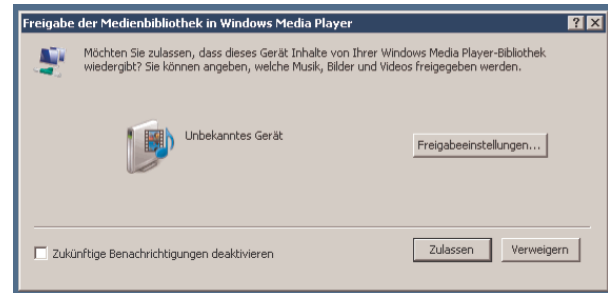 Freigabe der Medienbibliothek in Windows Media Player
Möchten Sie zulassen, dass dieses Gerät Inhalte von Ihrer Windows Media Player-Bibliothek
wiedergibt? Sie können angeben, welche Musik, Bilder und Videos freigegeben werden.
Unbekanntes Gerät
Freigabeeinstellungen...
Zukünftige Benachrichtigungen deaktivieren
Zulassen
Verweigern